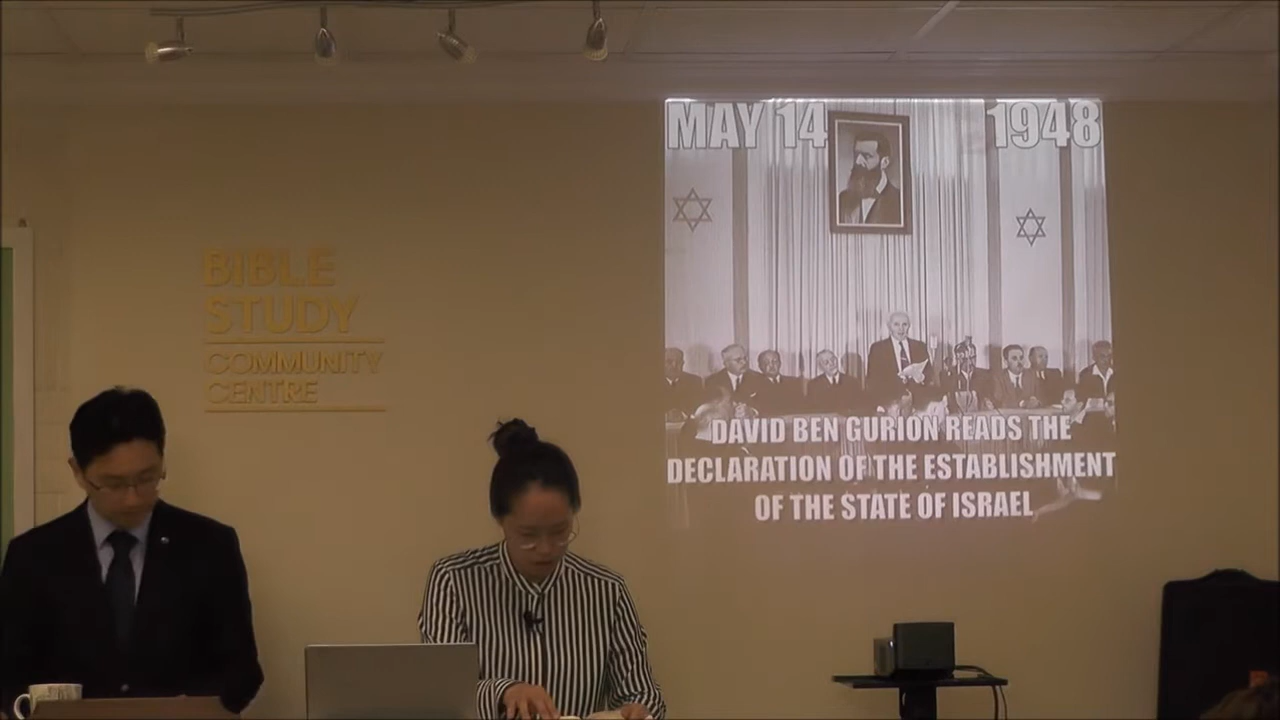 BIBLE
STUDY
COMMUNITY
CENTRE
MAY 14 1948
DAVID BEN GURION READS THE
DECLARATION OF THE ESTABLISHMENT
OF THE STATE OF ISRAEL